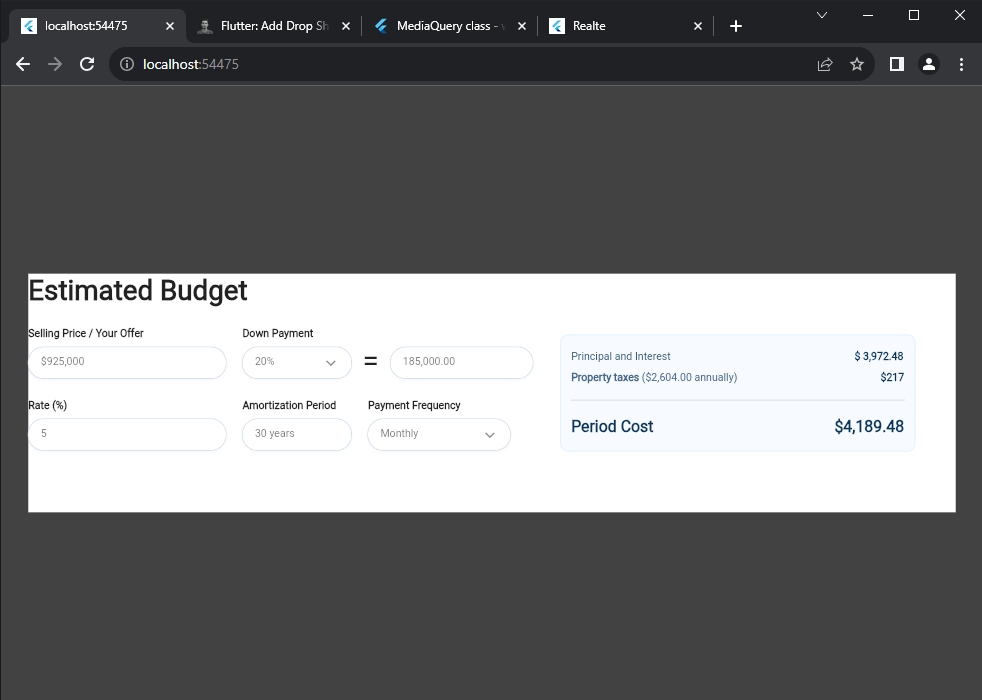 localhost:54475
Flutter: Add Drop Sh
MediaQuery class -
Realte
localhost:54475
Estimated Budget
Selling Price / Your Offer
Down Payment
$925,000
20%
=
185,000.00
Rate (%)
Amortization Period
Payment Frequency
5
30 years
Monthly
Principal and Interest
$ 3,972.48
Property taxes ($2,604.00 annually)
$217
Period Cost
$4,189.48